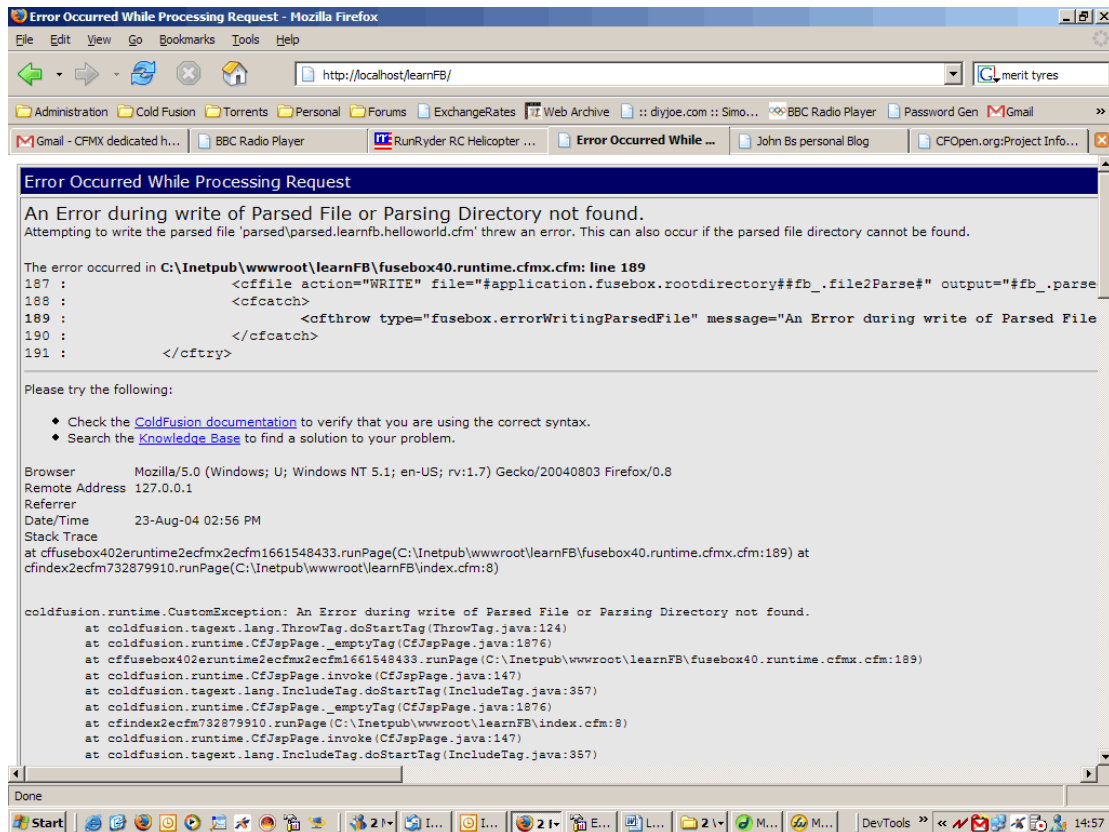 Error Occurred While Processing Request - Mozilla Firefox
File Edit View Go Bookmarks Tools Help
http://localhost/learnFB/
G merit tyres
Administration Cold Fusion Torrents Personal Forums ExchangeRates Web Archive :: diyjoe.com :: Simo... BBC Radio Player Password Gen Gmail »
Gmail - CFMX dedicated h... BBC Radio Player RunRyder RC Helicopter ... Error Occurred While ... John Bs personal Blog CFOpen.org:Project Info...
Error Occurred While Processing Request
An Error during write of Parsed File or Parsing Directory not found.
Attempting to write the parsed file 'parsed\parsed.learnfb.helloworld.cfm' threw an error. This can also occur if the parsed file directory cannot be found.
The error occurred in C:\Inetpub\wwwroot\learnFB\fusebox40.runtime.cfmx.cfm: line 189
187 : <cffile action="WRITE" file="#application.fusebox.rootdirectory##fb_.file2Parse#" output="#fb_.parse
188 : <cfcatch>
189 : <cfthrow type="fusebox.errorWritingParsedFile" message="An Error during write of Parsed File
190 : </cfcatch>
191 : </cftry>
Please try the following:
Check the ColdFusion documentation to verify that you are using the correct syntax.
Search the Knowledge Base to find a solution to your problem.
Browser Mozilla/5.0 (Windows; U; Windows NT 5.1; en-US; rv:1.7) Gecko/20040803 Firefox/0.8
Remote Address 127.0.0.1
Referrer
Date/Time 23-Aug-04 02:56 PM
Stack Trace
at cffusebox402eruntime2ecfmx2ecfm1661548433.runPage(C:\Inetpub\wwwroot\learnFB\fusebox40.runtime.cfmx.cfm:189) at
cfindex2ecfm732879910.runPage(C:\Inetpub\wwwroot\learnFB\index.cfm:8)
coldfusion.runtime.CustomException: An Error during write of Parsed File or Parsing Directory not found.
at coldfusion.tagext.lang.ThrowTag.doStartTag(ThrowTag.java:124)
at coldfusion.runtime.CfJspPage._emptyTag(CfJspPage.java:1876)
at cffusebox402eruntime2ecfmx2ecfm1661548433.runPage(C:\Inetpub\wwwroot\learnFB\fusebox40.runtime.cfmx.cfm:189)
at coldfusion.runtime.CfJspPage.invoke(CfJspPage.java:147)
at coldfusion.tagext.lang.IncludeTag.doStartTag(IncludeTag.java:357)
at coldfusion.runtime.CfJspPage._emptyTag(CfJspPage.java:1876)
at cfindex2ecfm732879910.runPage(C:\Inetpub\wwwroot\learnFB\index.cfm:8)
at coldfusion.runtime.CfJspPage.invoke(CfJspPage.java:147)
at coldfusion.tagext.lang.IncludeTag.doStartTag(IncludeTag.java:357)
Done
Start 2 I... I... 2 E... L... 2 M... M... DevTools » « 14:57